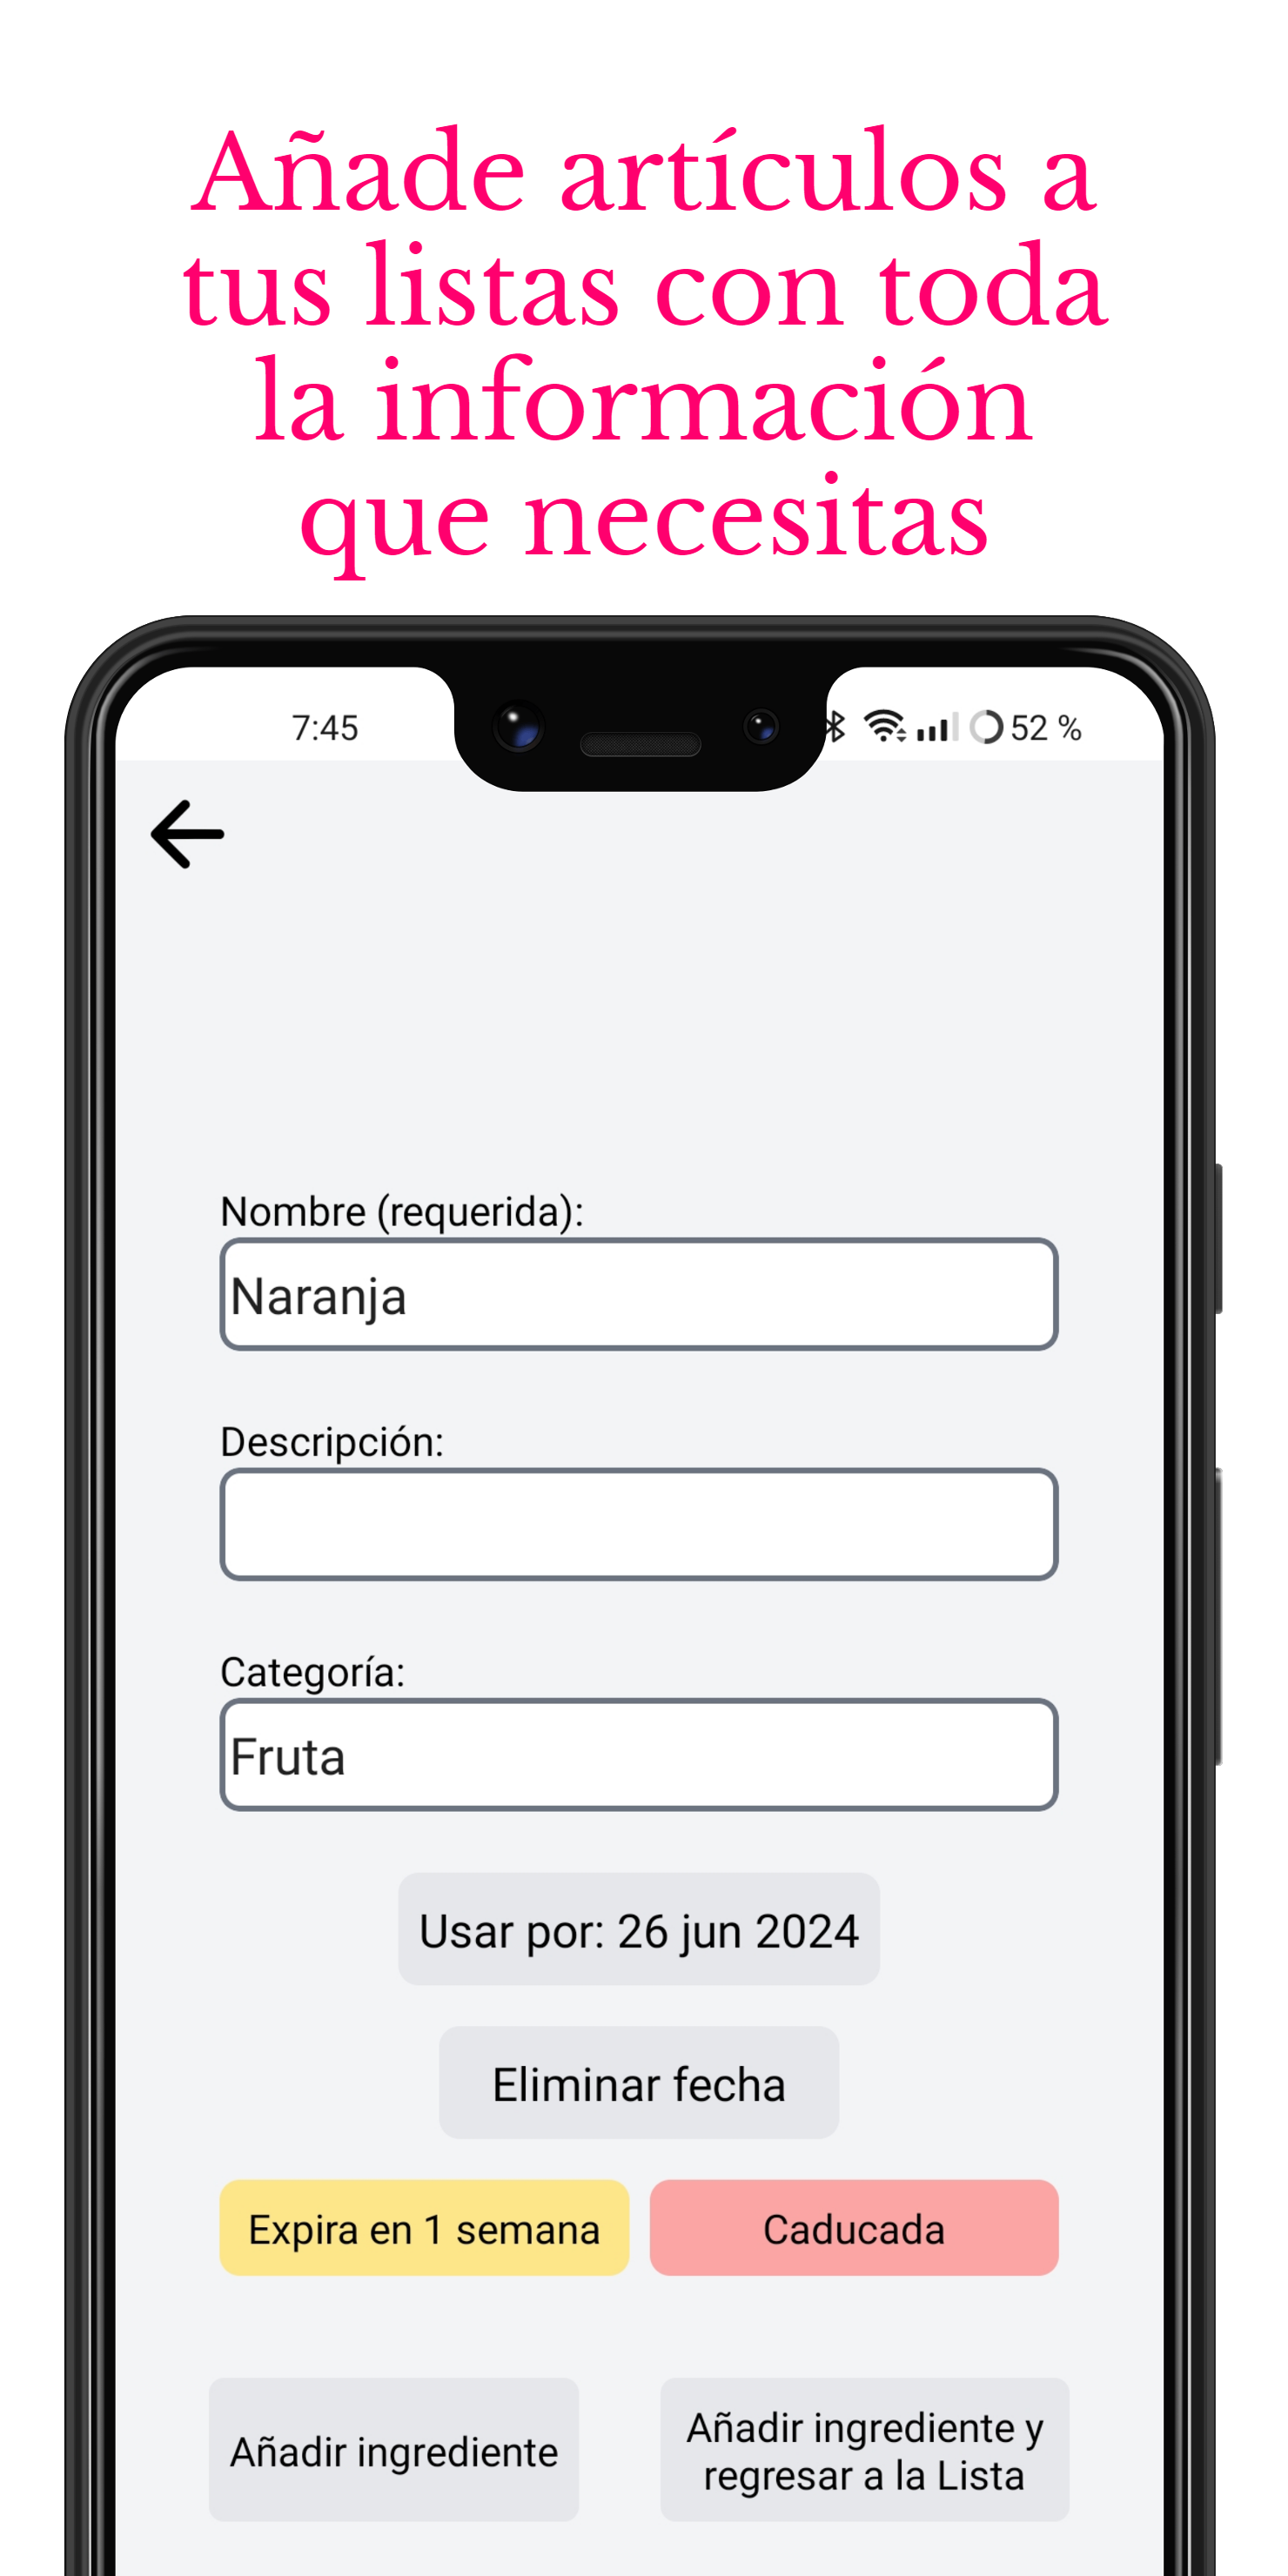 Añade artículos a
tus listas con toda
la información
que necesitas
7:45
52 %
Nombre (requerida):
Naranja
Descripción:
Categoría:
Fruta
Usar por: 26 jun 2024
Eliminar fecha
Expira en 1 semana
Caducada
Añadir ingrediente
Añadir ingrediente y
regresar a la Lista